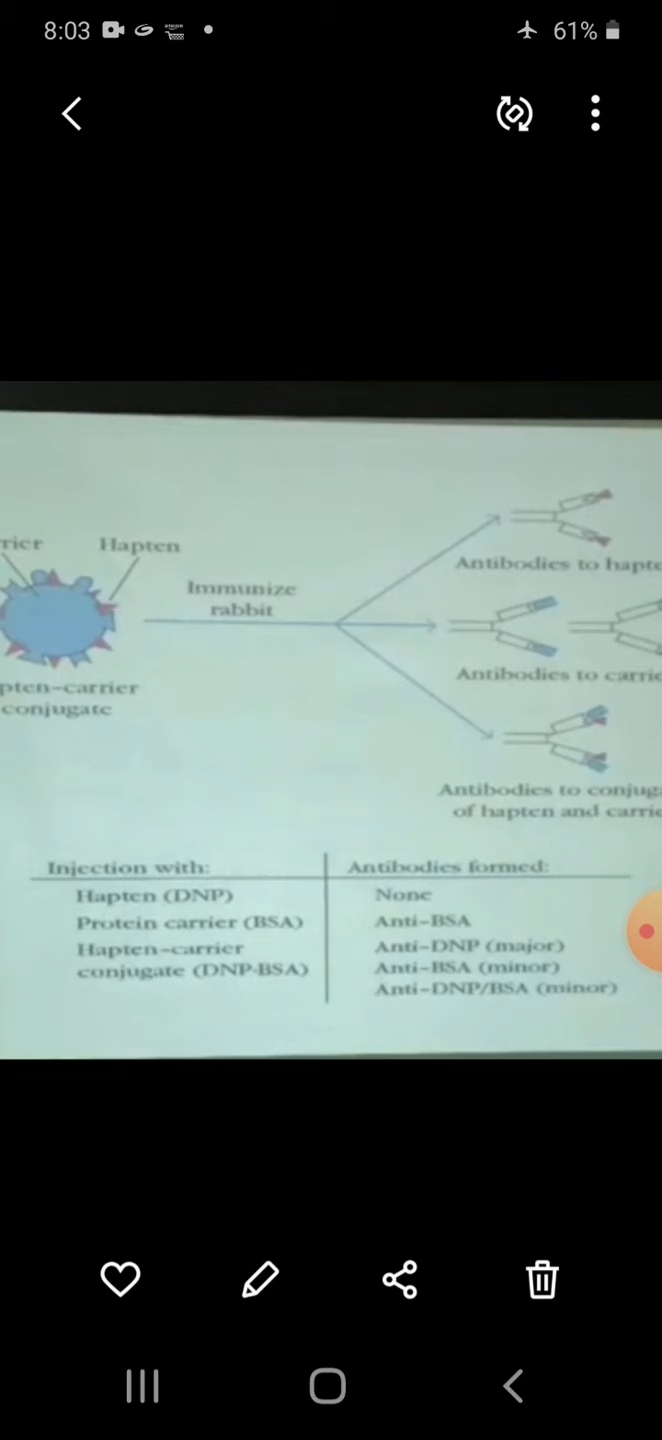 8:03
61%
rier Hapten
Immunize
rabbit
pten-carrier
conjugate
Antibodies to hapte
Antibodies to carrie
Antibodies to conjug
of hapten and carrie
Injection with: Antibodies formed:
Hapten (DNP) None
Protein carrier (BSA) Anti-BSA
Hapten-carrier Anti-DNP (major)
conjugate (DNP-BSA) Anti-BSA (minor)
Anti-DNP/BSA (minor)